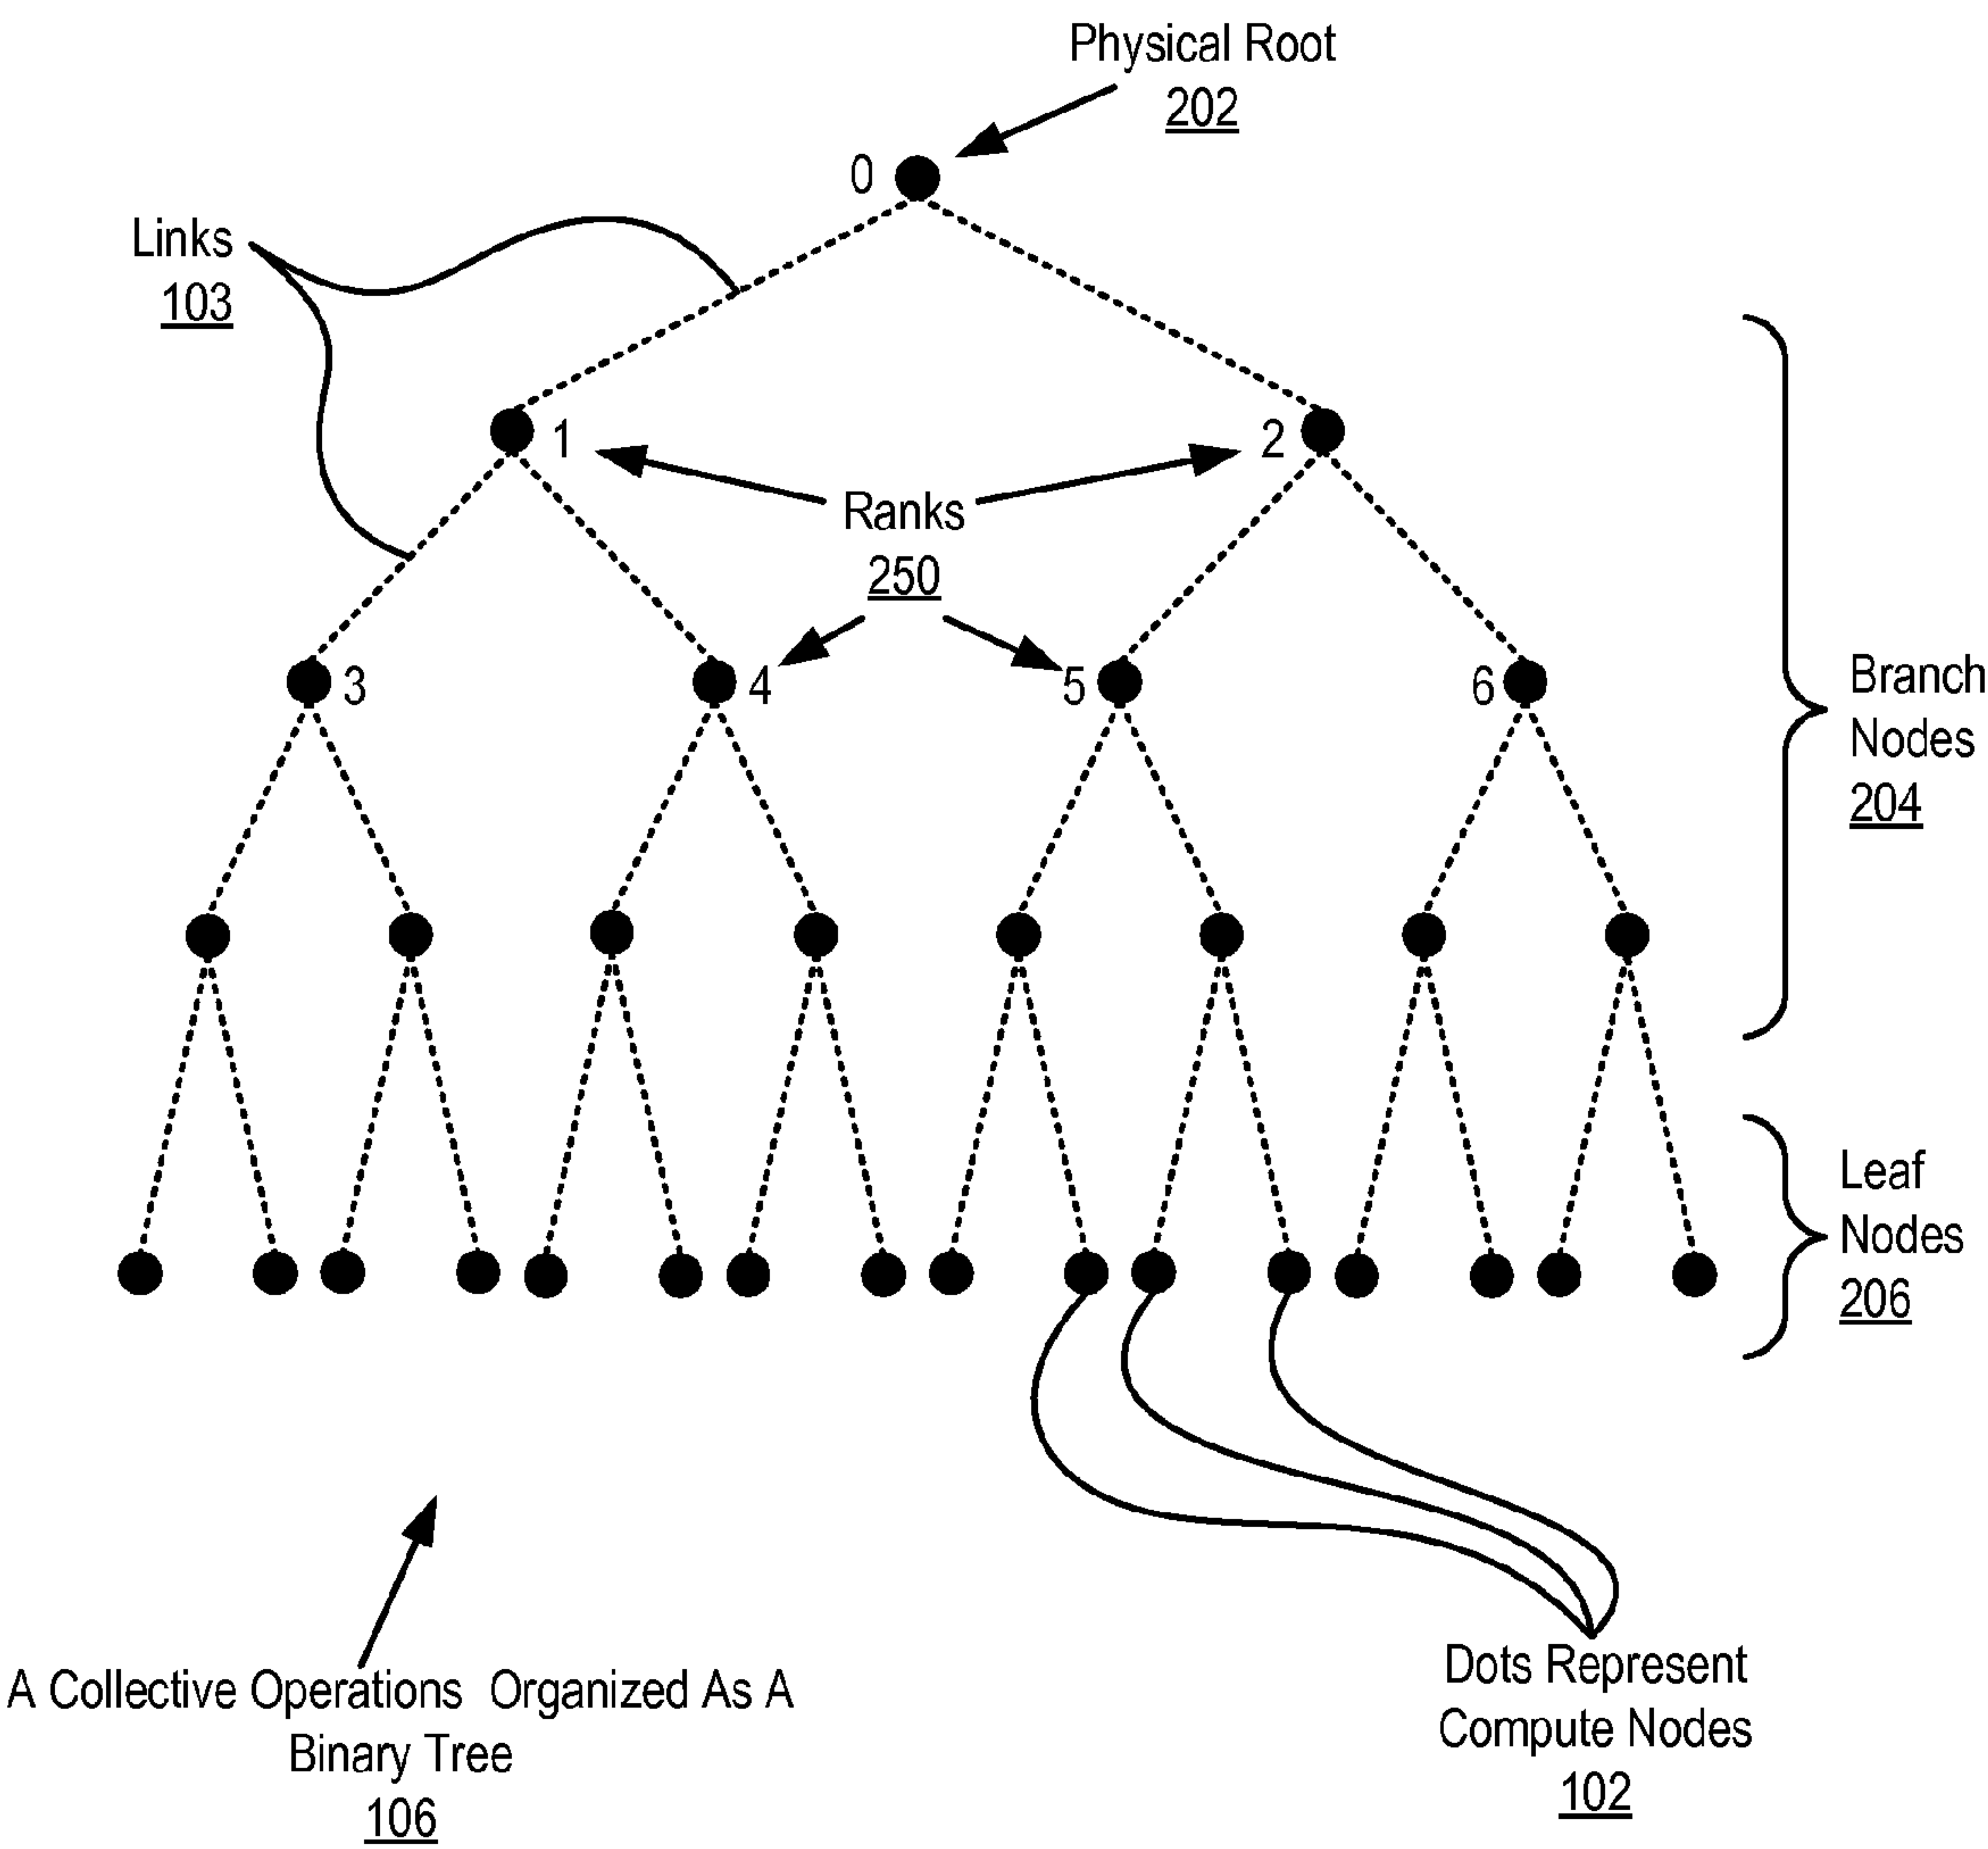 Physical Root
202
0
Links
103
1
2
Ranks
250
3
4
5
6
Branch
Nodes
204
Leaf
Nodes
206
A Collective Operations Organized As A
Binary Tree
106
Dots Represent
Compute Nodes
102